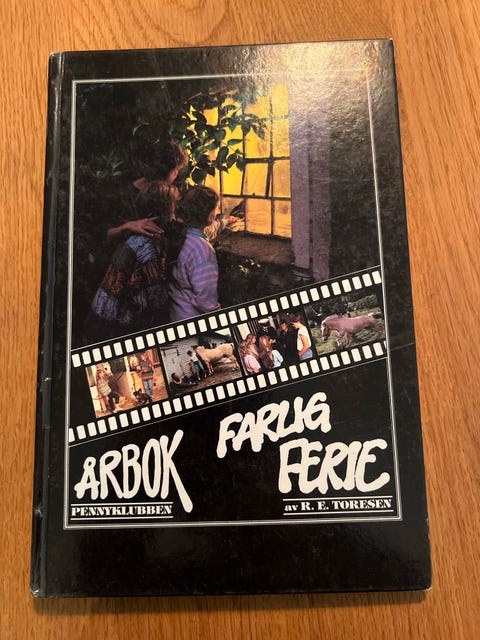 ÅRBOK
PENNYKLUBBEN
FARLIG
FERIE
av R. E. TORESEN